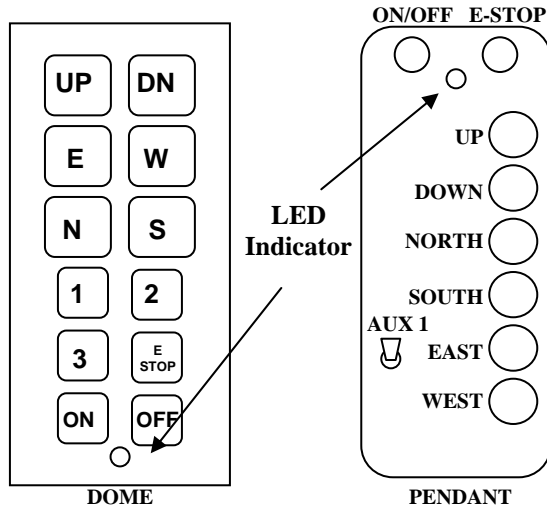 UP DN
E W
N S
1 2
3 E STOP
ON OFF
DOME
LED
Indicator
ON/OFF E-STOP
UP
DOWN
NORTH
SOUTH
AUX 1
EAST
WEST
PENDANT